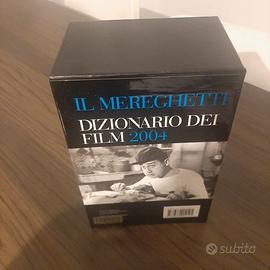 IL MEREGHETTI
DIZIONARIO DEI
FILM 2004
subito